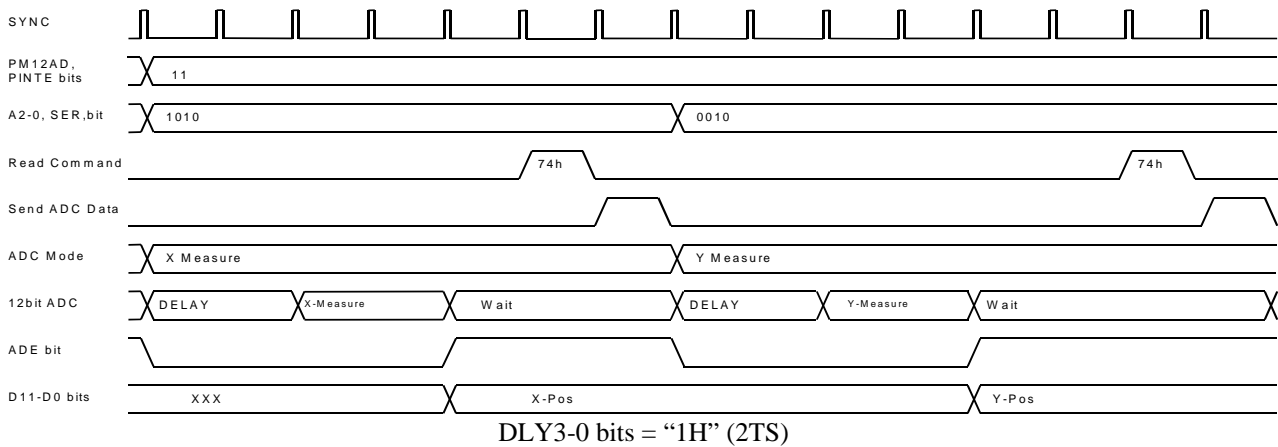 SYNC
PM12AD,
PINTE bits
11
A2-0, SER,bit
1010
0010
Read Command
74h
74h
Send ADC Data
ADC Mode
X Measure
Y Measure
12bit ADC
DELAY
X-Measure
Wait
DELAY
Y-Measure
Wait
ADE bit
D11-D0 bits
XXX
X-Pos
Y-Pos
DLY3-0 bits = “1H” (2TS)